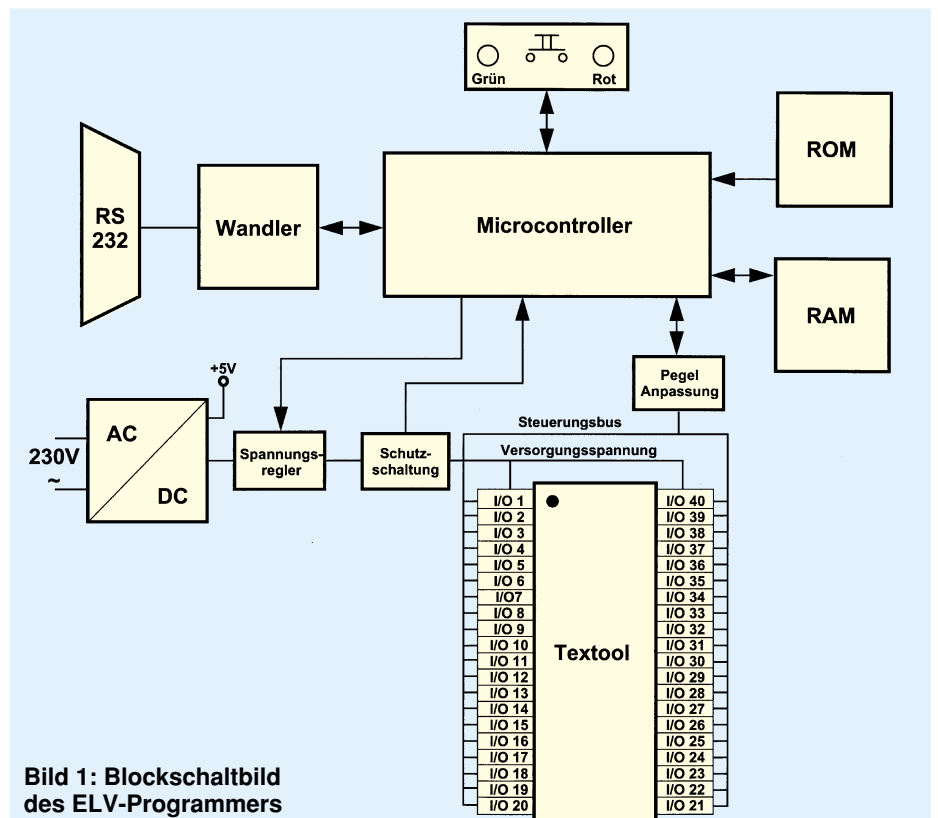 Grün
Rot
ROM
RS
232
Wandler
Microcontroller
RAM
+5V
Pegel
Anpassung
AC
230V
~
DC
Spannungs-
regler
Schutz-
schaltung
Steuerungsbus
Versorgungsspannung
I/O 1
I/O 2
I/O 3
I/O 4
I/O 5
I/O 6
I/O7
I/O 8
I/O 9
I/O 10
I/O 11
I/O 12
I/O 13
I/O 14
I/O 15
I/O 16
I/O 17
I/O 18
I/O 19
I/O 20
Textool
I/O 40
I/O 39
I/O 38
I/O 37
I/O 36
I/O 35
I/O 34
I/O 33
I/O 32
I/O 31
I/O 30
I/O 29
I/O 28
I/O 27
I/O 26
I/O 25
I/O 24
I/O 23
I/O 22
I/O 21
Bild 1: Blockschaltbild
des ELV-Programmers